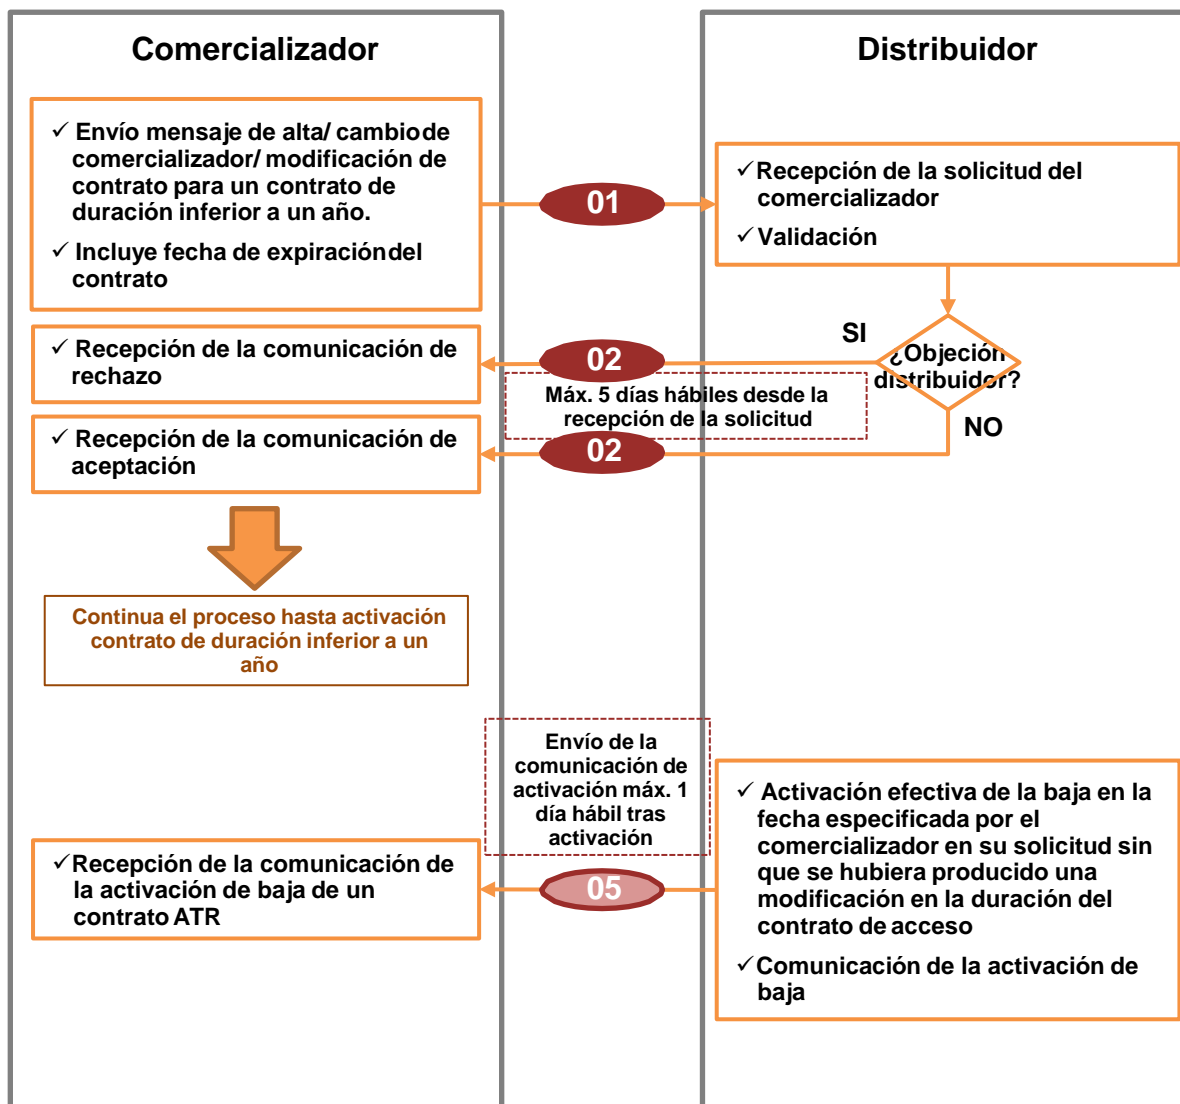 Comercializador
Distribuidor
✓ Envío mensaje de alta/ cambio de
comercializador/ modificación de
contrato para un contrato de
duración inferior a un año.
✓ Incluye fecha de expiración del
contrato
01
✓ Recepción de la solicitud del
comercializador
✓ Validación
SI
¿Objeción
distribuidor?
NO
02
✓ Recepción de la comunicación de
rechazo
Máx. 5 días hábiles desde la
recepción de la solicitud
02
✓ Recepción de la comunicación de
aceptación
Continua el proceso hasta activación
contrato de duración inferior a un
año
Envío de la
comunicación de
activación máx. 1
día hábil tras
activación
✓ Activación efectiva de la baja en la
fecha especificada por el
comercializador en su solicitud sin
que se hubiera producido una
modificación en la duración del
contrato de acceso
✓ Comunicación de la activación de
baja
05
✓ Recepción de la comunicación de
la activación de baja de un
contrato ATR